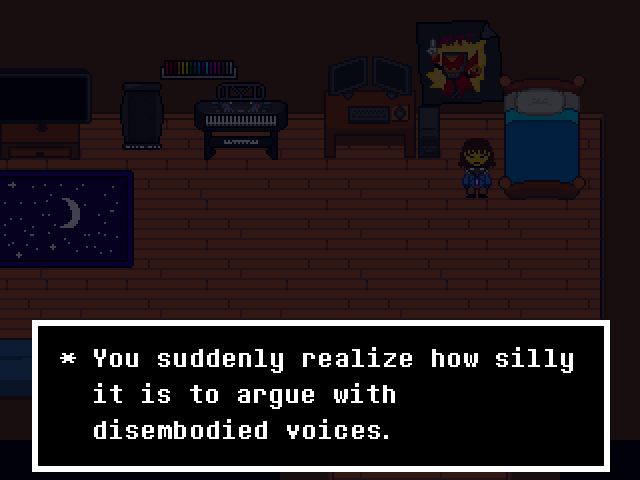 * You suddenly realize how silly
it is to argue with
disembodied voices.